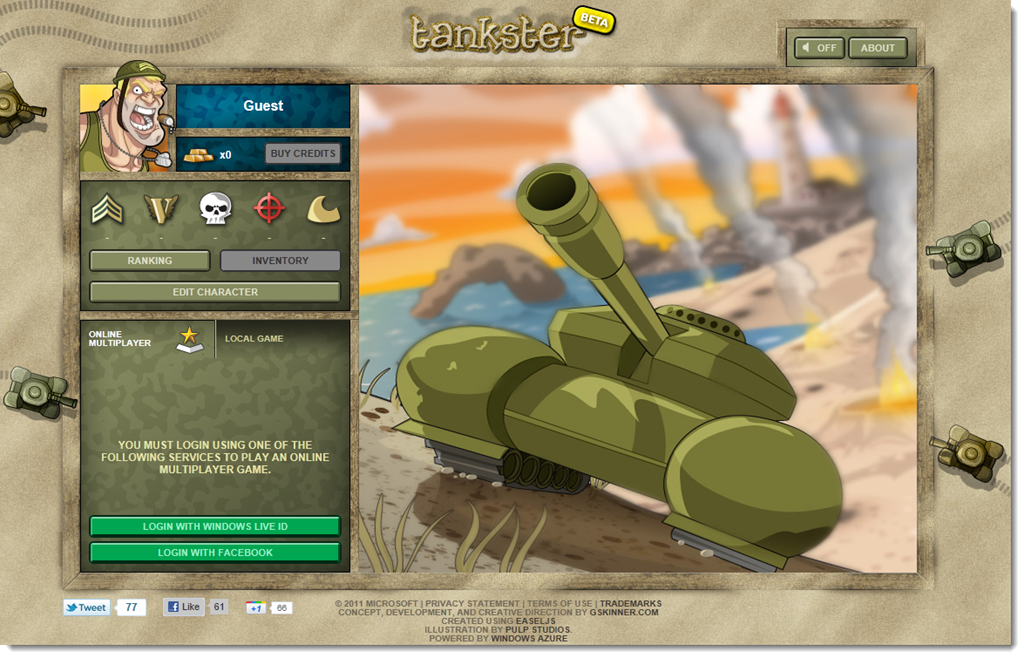 tankster
BETA
OFF
ABOUT
Guest
x0
BUY CREDITS
-
-
-
-
-
RANKING
INVENTORY
EDIT CHARACTER
ONLINE
MULTIPLAYER
LOCAL GAME
YOU MUST LOGIN USING ONE OF THE
FOLLOWING SERVICES TO PLAY AN ONLINE
MULTIPLAYER GAME.
LOGIN WITH WINDOWS LIVE ID
LOGIN WITH FACEBOOK
Tweet
77
Like
61
+1
66
© 2011 MICROSOFT | PRIVACY STATEMENT | TERMS OF USE | TRADEMARKS
CONCEPT, DEVELOPMENT, AND CREATIVE DIRECTION BY GSKINNER.COM
CREATED USING EASELJS
ILLUSTRATION BY PULP STUDIOS.
POWERED BY WINDOWS AZURE